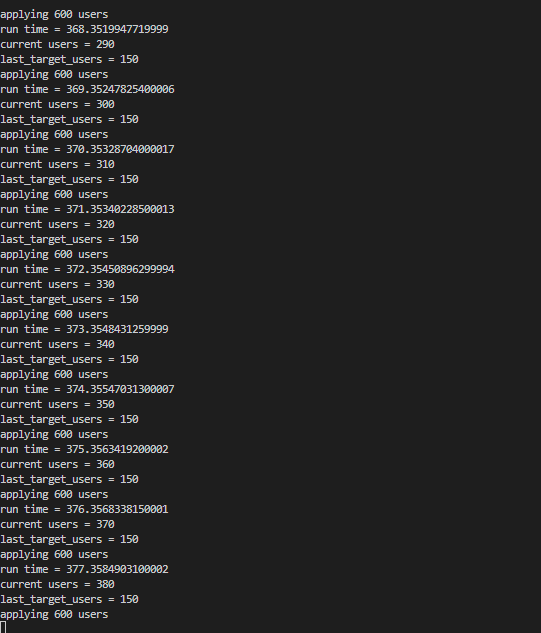 applying 600 users
run time = 368.3519947719999
current users = 290
last_target_users = 150
applying 600 users
run time = 369.35247825400006
current users = 300
last_target_users = 150
applying 600 users
run time = 370.35328704000017
current users = 310
last_target_users = 150
applying 600 users
run time = 371.35340228500013
current users = 320
last_target_users = 150
applying 600 users
run time = 372.35450896299994
current users = 330
last_target_users = 150
applying 600 users
run time = 373.3548431259999
current users = 340
last_target_users = 150
applying 600 users
run time = 374.35547031300007
current users = 350
last_target_users = 150
applying 600 users
run time = 375.3563419200002
current users = 360
last_target_users = 150
applying 600 users
run time = 376.3568338150001
current users = 370
last_target_users = 150
applying 600 users
run time = 377.3584903100002
current users = 380
last_target_users = 150
applying 600 users